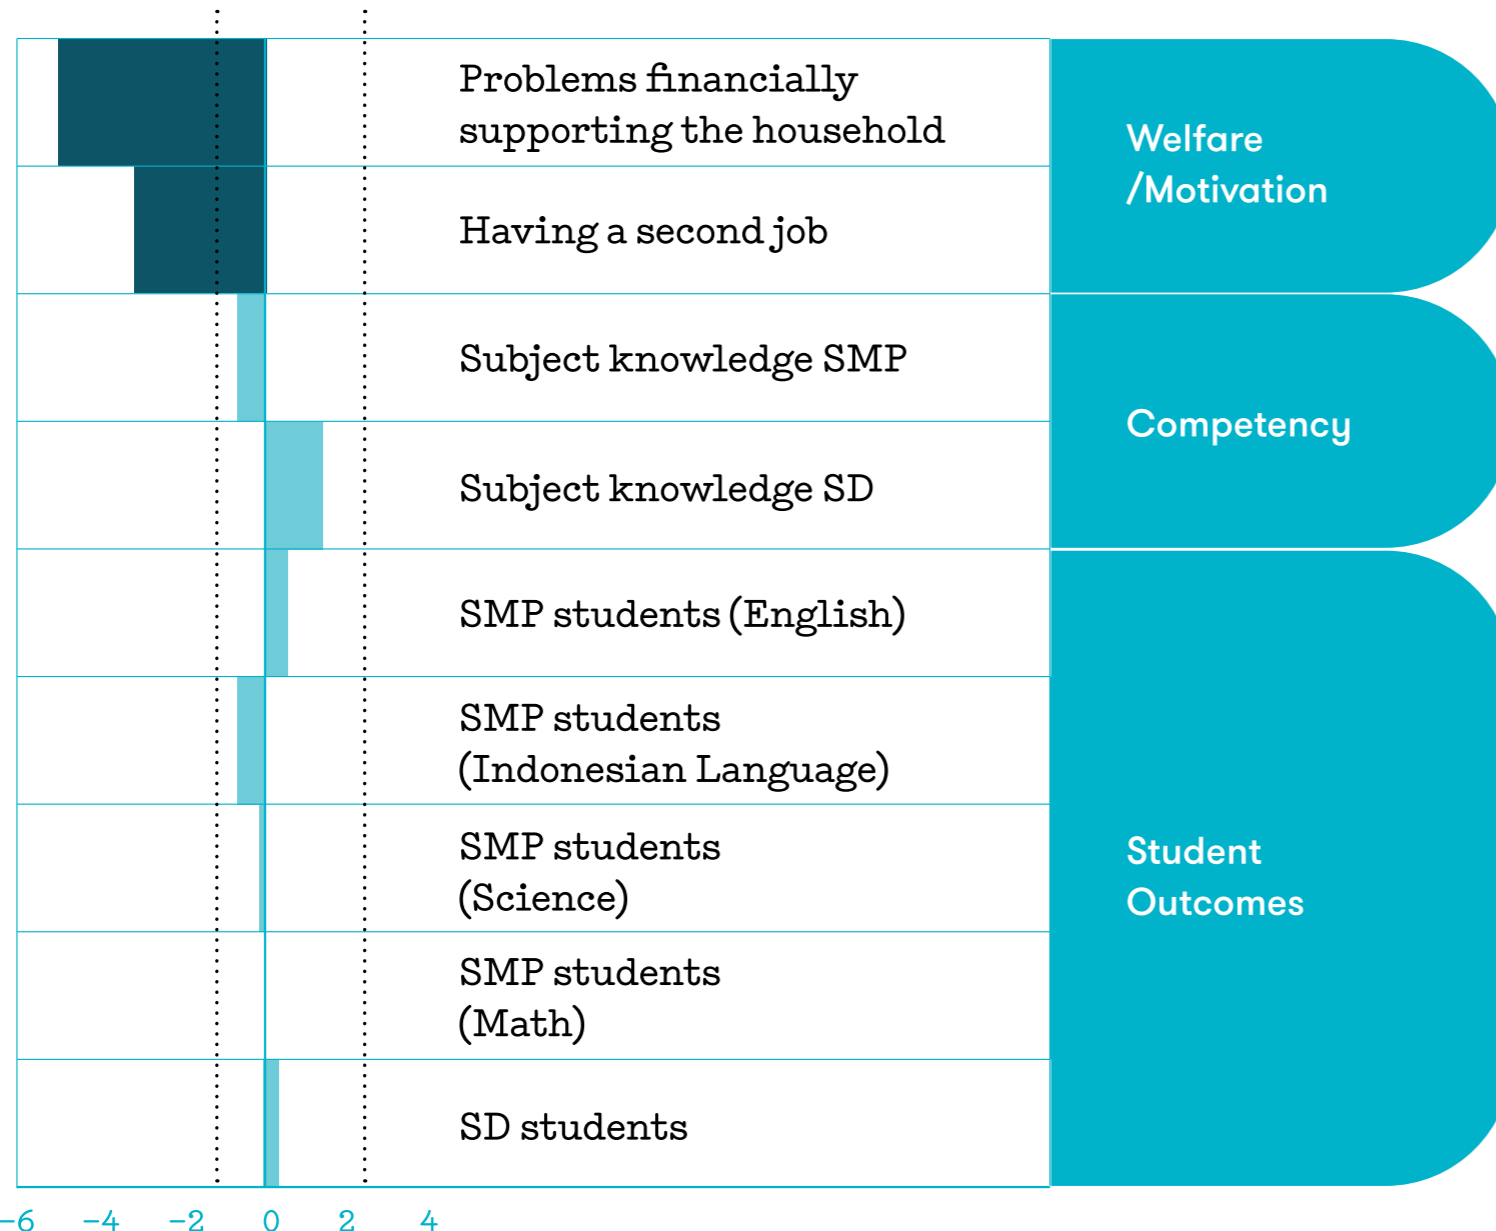 Problems financially
supporting the household
Welfare
/Motivation
Having a second job
Subject knowledge SMP
Competency
Subject knowledge SD
SMP students (English)
SMP students
(Indonesian Language)
SMP students
(Science)
Student
Outcomes
SMP students
(Math)
SD students
−6 −4 −2 0 2 4